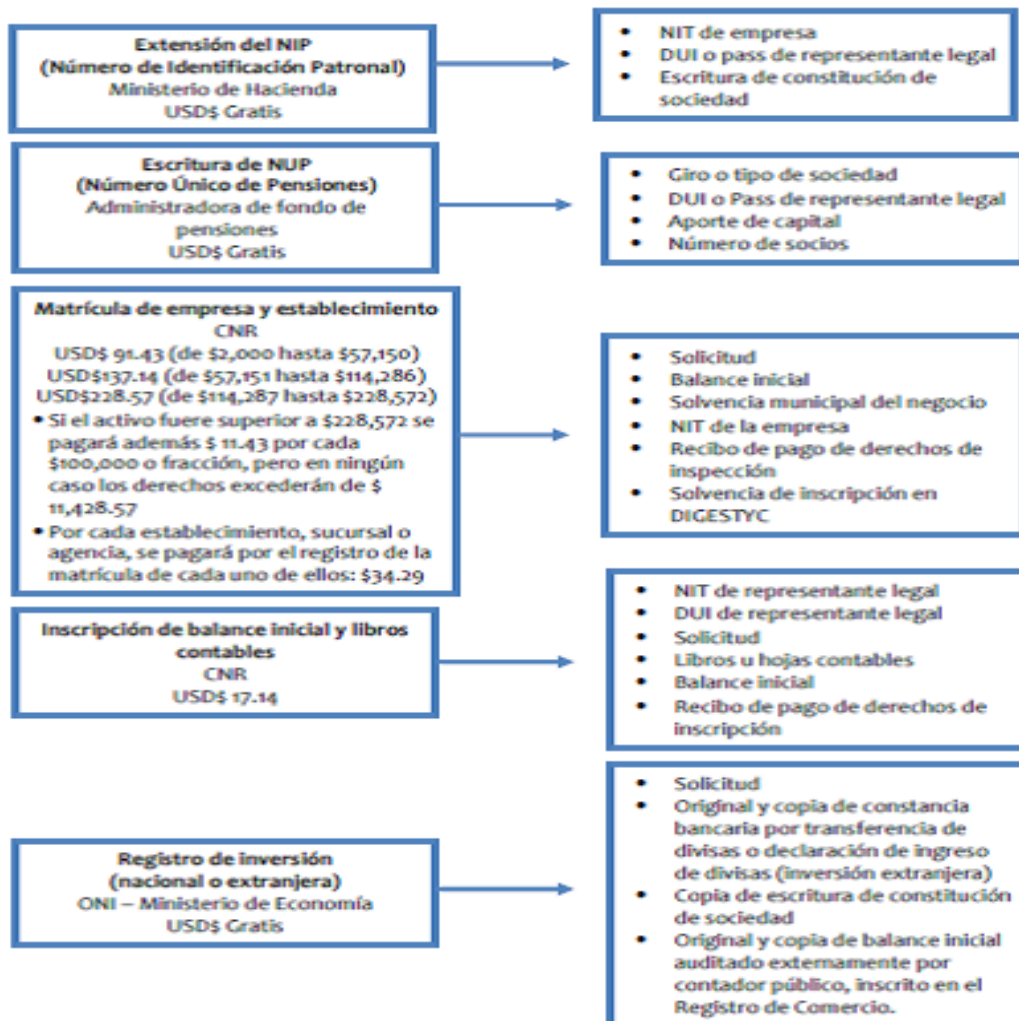 Extensión del NIP
(Número de Identificación Patronal)
Ministerio de Hacienda
USD$ Gratis
• NIT de empresa
• DUI o pass de representante legal
• Escritura de constitución de
sociedad
Escritura de NUP
(Número Único de Pensiones)
Administradora de fondo de
pensiones
USD$ Gratis
• Giro o tipo de sociedad
• DUI o Pass de representante legal
• Aporte de capital
• Número de socios
Matrícula de empresa y establecimiento
CNR
USD$ 91.43 (de $2,000 hasta $57,150)
USD$137.14 (de $57,151 hasta $114,286)
USD$228.57 (de $114,287 hasta $228,572)
• Si el activo fuere superior a $228,572 se
pagará además $ 11.43 por cada
$100,000 o fracción, pero en ningún
caso los derechos excederán de $
11,428.57
• Por cada establecimiento, sucursal o
agencia, se pagará por el registro de la
matrícula de cada uno de ellos: $34.29
• Solicitud
• Balance inicial
• Solvencia municipal del negocio
• NIT de la empresa
• Recibo de pago de derechos de
inspección
• Solvencia de inscripción en
DIGESTYC
Inscripción de balance inicial y libros
contables
CNR
USD$ 17.14
• NIT de representante legal
• DUI de representante legal
• Solicitud
• Libros u hojas contables
• Balance inicial
• Recibo de pago de derechos de
inscripción
Registro de inversión
(nacional o extranjera)
ONI – Ministerio de Economía
USD$ Gratis
• Solicitud
• Original y copia de constancia
bancaria por transferencia de
divisas o declaración de ingreso
de divisas (inversión extranjera)
• Copia de escritura de constitución
de sociedad
• Original y copia de balance inicial
auditado externamente por
contador público, inscrito en el
Registro de Comercio.